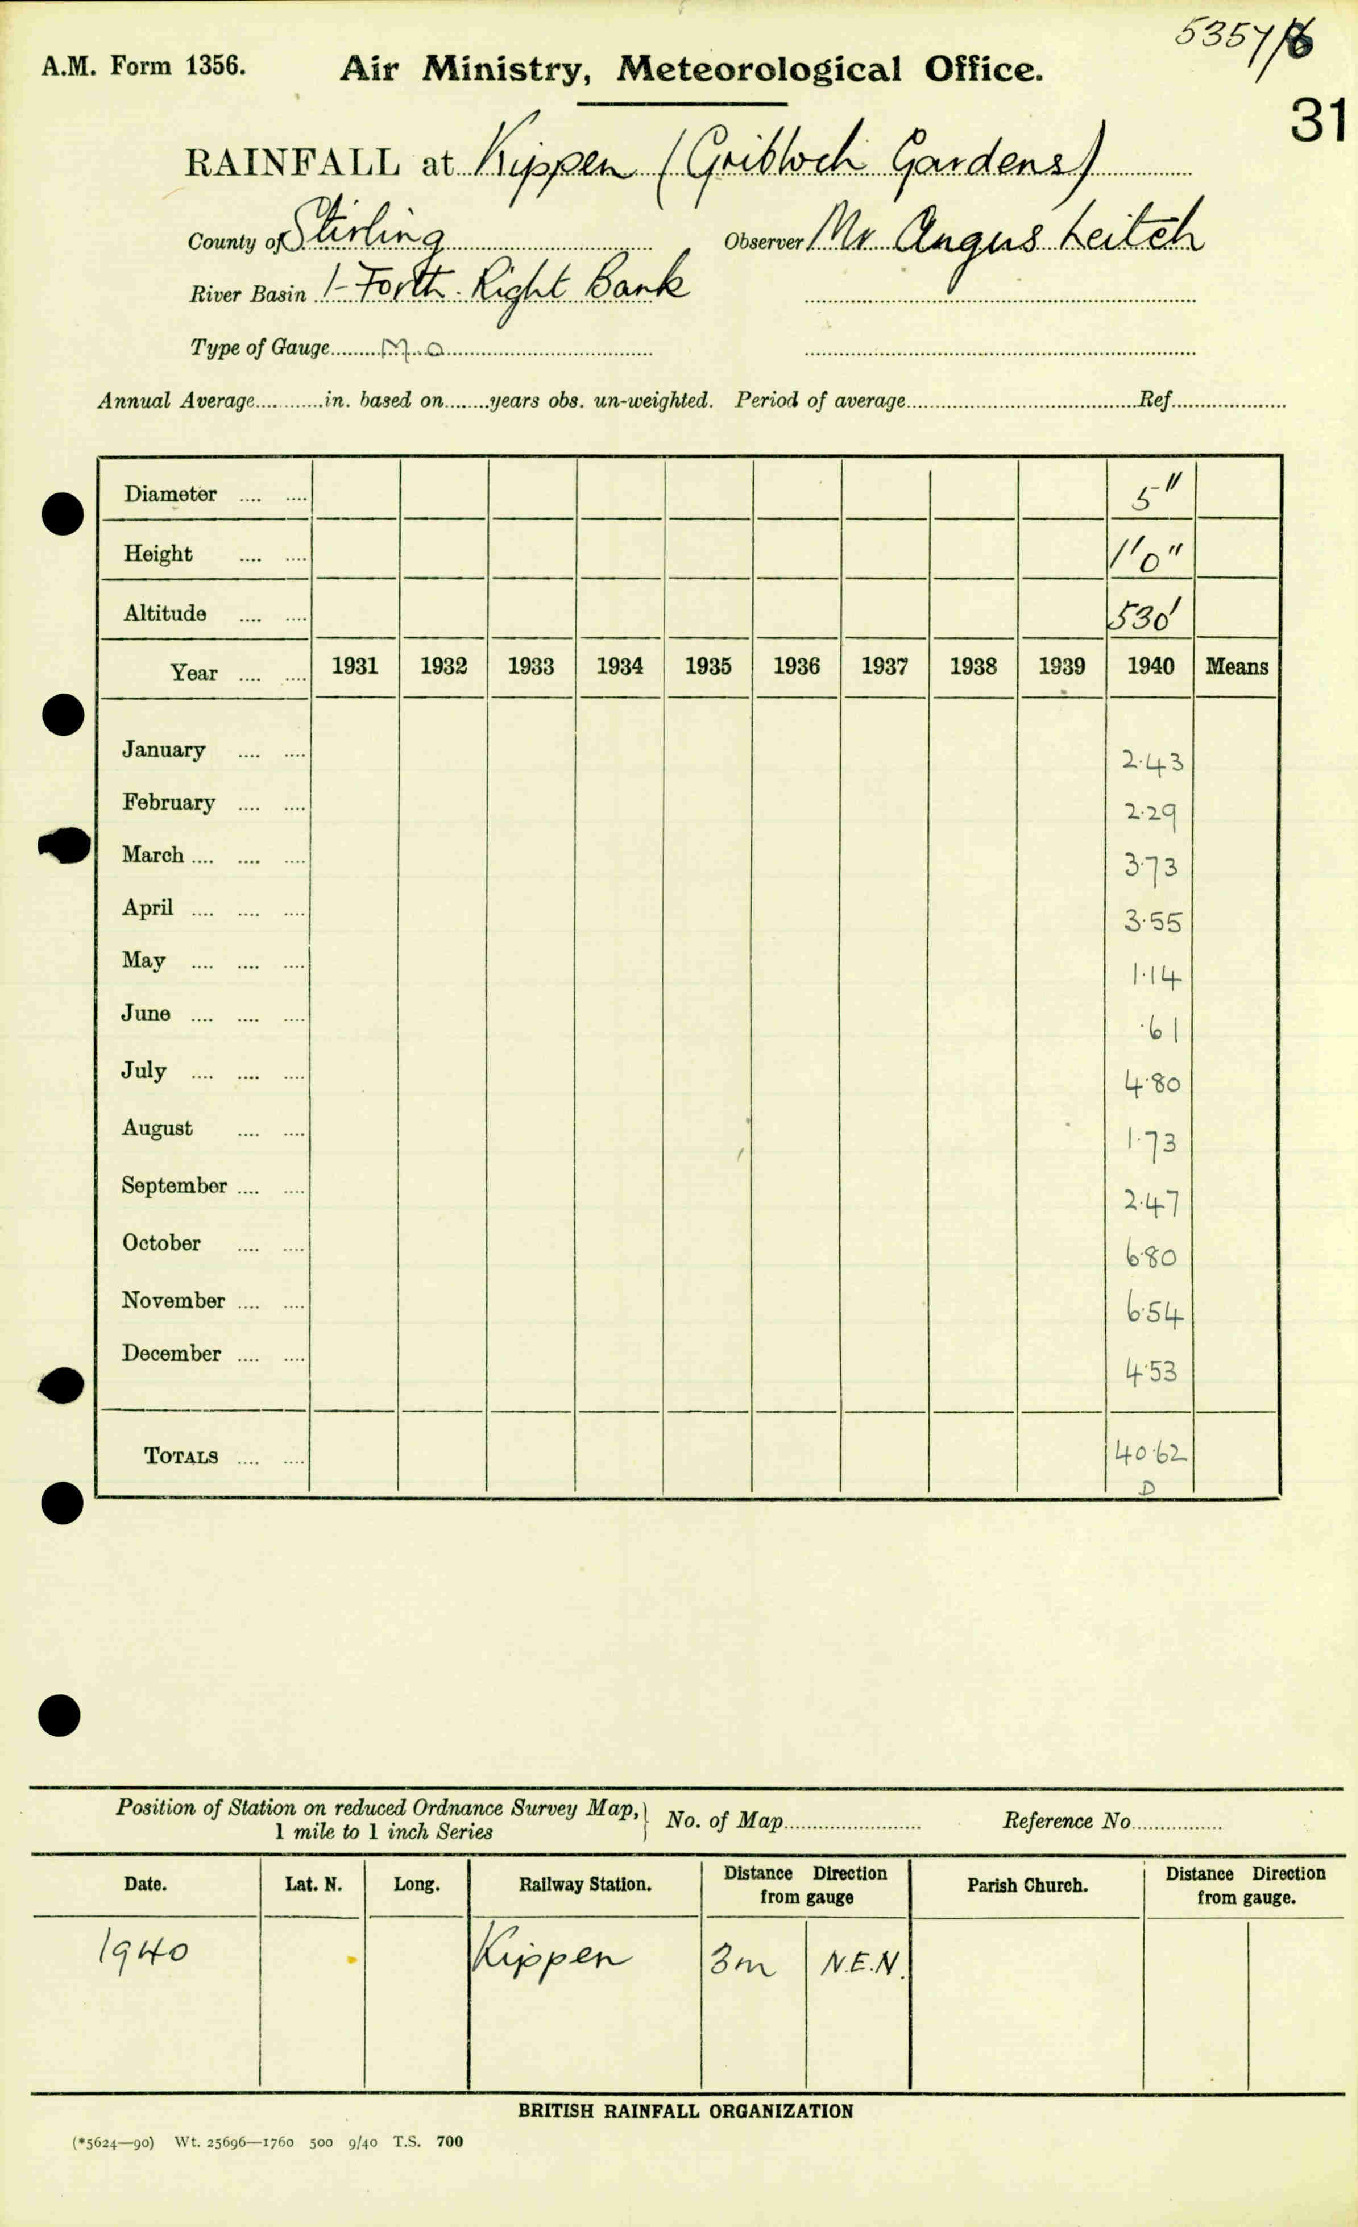 5357/8
A.M. Form 1356. Air Ministry, Meteorological Office.
31
RAINFALL at Kippen (Gribloch Gardens)
County of Stirling Observer Mr Angus Leitch
River Basin 1-Forth. Right Bank
Type of Gauge M.O
Annual Average............in. based on........years obs. un-weighted. Period of average.................Ref.................
Diameter .... .... 5"
Height .... .... 1'0"
Altitude .... .... 530'
Year .... .... 1931 1932 1933 1934 1935 1936 1937 1938 1939 1940 Means
January .... .... 2.43
February .... .... 2.29
March .... .... .... 3.73
April .... .... .... 3.55
May .... .... .... 1.14
June .... .... .... .61
July .... .... .... 4.80
August .... .... 1.73
September .... .... 2.47
October .... .... 6.80
November .... .... 6.54
December .... .... 4.53
TOTALS .... .... 40.62
D
Position of Station on reduced Ordnance Survey Map, No. of Map................. Reference No.................
1 mile to 1 inch Series
Date. Lat. N. Long. Railway Station. Distance Direction from gauge Parish Church. Distance Direction from gauge.
1940 Kippen 3m N.E.N.
BRITISH RAINFALL ORGANIZATION
(*5624—90) Wt. 25696—1760 500 9/40 T.S. 700